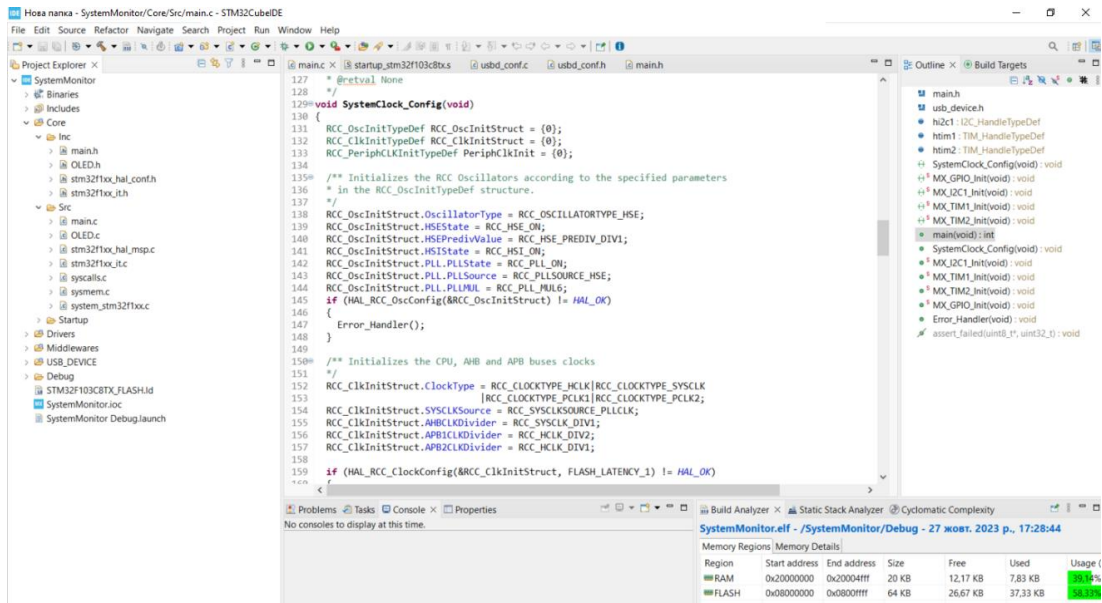 IDE Нова папка - SystemMonitor/Core/Src/main.c - STM32CubeIDE
File Edit Source Refactor Navigate Search Project Run Window Help
Project Explorer
SystemMonitor
Binaries
Includes
Core
Inc
main.h
OLED.h
stm32f1xx_hal_conf.h
stm32f1xx_it.h
Src
main.c
OLED.c
stm32f1xx_hal_msp.c
stm32f1xx_it.c
syscalls.c
sysmem.c
system_stm32f1xx.c
Startup
Drivers
Middlewares
USB_DEVICE
Debug
STM32F103C8TX_FLASH.ld
SystemMonitor.ioc
SystemMonitor Debug.launch
main.c startup_stm32f103c8tx.s usbd_conf.c usbd_conf.h main.h
127 * @retval None
128 */
129 void SystemClock_Config(void)
130 {
131 RCC_OscInitTypeDef RCC_OscInitStruct = {0};
132 RCC_ClkInitTypeDef RCC_ClkInitStruct = {0};
133 RCC_PeriphCLKInitTypeDef PeriphClkInit = {0};
134
135 /** Initializes the RCC Oscillators according to the specified parameters
136 * in the RCC_OscInitTypeDef structure.
137 */
138 RCC_OscInitStruct.OscillatorType = RCC_OSCILLATORTYPE_HSE;
139 RCC_OscInitStruct.HSEState = RCC_HSE_ON;
140 RCC_OscInitStruct.HSEPredivValue = RCC_HSE_PREDIV_DIV1;
141 RCC_OscInitStruct.HSIState = RCC_HSI_ON;
142 RCC_OscInitStruct.PLL.PLLState = RCC_PLL_ON;
143 RCC_OscInitStruct.PLL.PLLSource = RCC_PLLSOURCE_HSE;
144 RCC_OscInitStruct.PLL.PLLMUL = RCC_PLL_MUL6;
145 if (HAL_RCC_OscConfig(&RCC_OscInitStruct) != HAL_OK)
146 {
147 Error_Handler();
148 }
149
150 /** Initializes the CPU, AHB and APB buses clocks
151 */
152 RCC_ClkInitStruct.ClockType = RCC_CLOCKTYPE_HCLK|RCC_CLOCKTYPE_SYSCLK
153 |RCC_CLOCKTYPE_PCLK1|RCC_CLOCKTYPE_PCLK2;
154 RCC_ClkInitStruct.SYSCLKSource = RCC_SYSCLKSOURCE_PLLCLK;
155 RCC_ClkInitStruct.AHBCLKDivider = RCC_SYSCLK_DIV1;
156 RCC_ClkInitStruct.APB1CLKDivider = RCC_HCLK_DIV2;
157 RCC_ClkInitStruct.APB2CLKDivider = RCC_HCLK_DIV1;
158
159 if (HAL_RCC_ClockConfig(&RCC_ClkInitStruct, FLASH_LATENCY_1) != HAL_OK)
Outline Build Targets
main.h
usb_device.h
hi2c1 : I2C_HandleTypeDef
htim1 : TIM_HandleTypeDef
htim2 : TIM_HandleTypeDef
SystemClock_Config(void) : void
MX_GPIO_Init(void) : void
MX_I2C1_Init(void) : void
MX_TIM1_Init(void) : void
MX_TIM2_Init(void) : void
main(void) : int
SystemClock_Config(void) : void
MX_I2C1_Init(void) : void
MX_TIM1_Init(void) : void
MX_TIM2_Init(void) : void
MX_GPIO_Init(void) : void
Error_Handler(void) : void
assert_failed(uint8_t*, uint32_t) : void
Problems Tasks Console Properties
No consoles to display at this time.
Build Analyzer Static Stack Analyzer Cyclomatic Complexity
SystemMonitor.elf - /SystemMonitor/Debug - 27 жовт. 2023 р., 17:28:44
Memory Regions Memory Details
Region Start address End address Size Free Used Usage (
RAM 0x20000000 0x20004fff 20 KB 12,17 KB 7,83 KB 39,14%
FLASH 0x08000000 0x0800ffff 64 KB 26,67 KB 37,33 KB 58,33%